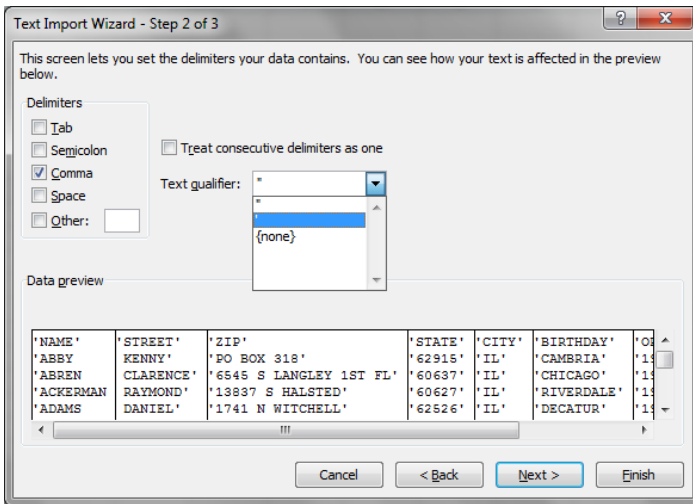 Text Import Wizard - Step 2 of 3
This screen lets you set the delimiters your data contains. You can see how your text is affected in the preview
below.
Delimiters
Tab
Semicolon
Comma
Space
Other:
Treat consecutive delimiters as one
Text qualifier: "
"
'
{none}
Data preview
'NAME' 'STREET' 'ZIP' 'STATE' 'CITY' 'BIRTHDAY'
'ABBY KENNY' 'PO BOX 318' '62915' 'IL' 'CAMBRIA'
'ABREN CLARENCE' '6545 S LANGLEY 1ST FL' '60637' 'IL' 'CHICAGO'
'ACKERMAN RAYMOND' '13837 S HALSTED' '60627' 'IL' 'RIVERDALE'
'ADAMS DANIEL' '1741 N WITCHELL' '62526' 'IL' 'DECATUR'
Cancel < Back Next > Finish